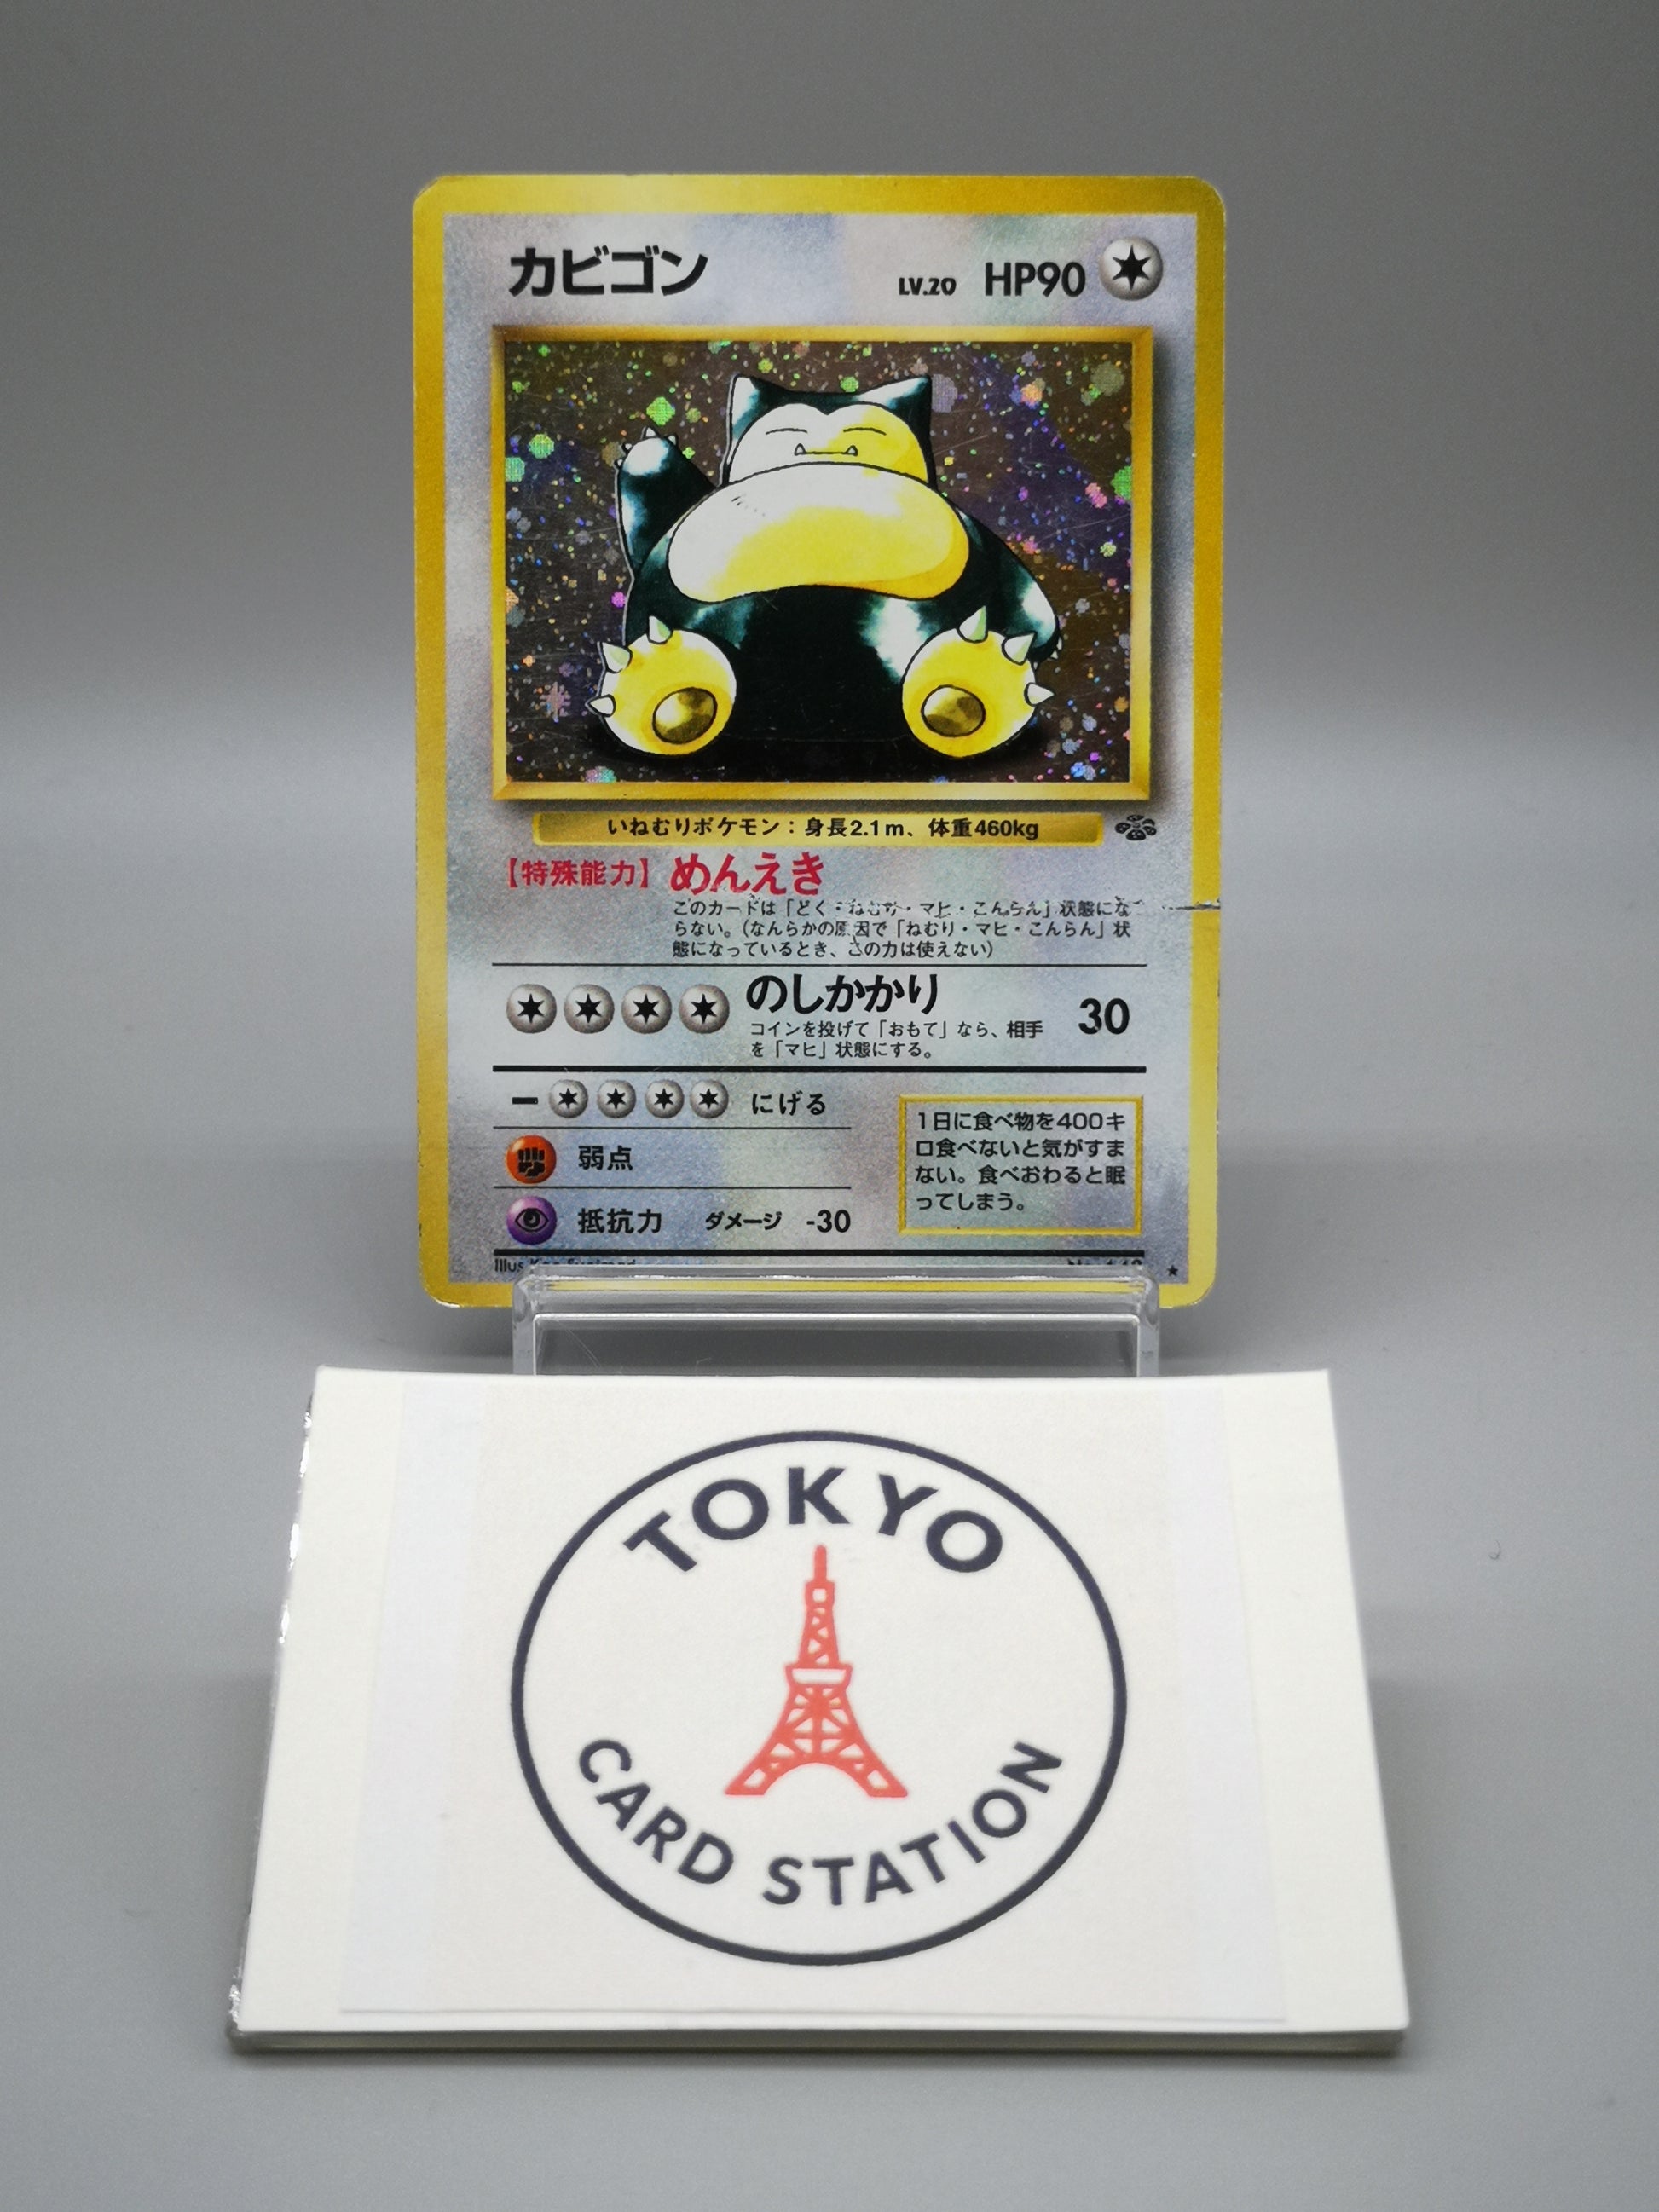 カビゴン LV.20 HP90
いねむりポケモン：身長2.1m、体重460kg
【特殊能力】めんえき
このカードは「どく・ねむり・マヒ・こんらん」状態にな
らない。（なんらかの原因で「ねむり・マヒ・こんらん」状
態になっているとき、この力は使えない）
のしかかり 30
コインを投げて「おもて」なら、相手
を「マヒ」状態にする。
ー にげる
弱点
抵抗力 ダメージ -30
1日に食べ物を400キ
ロ食べないと気がすま
ない。食べおわると眠
ってしまう。
Illus.
TOKYO
CARD STATION